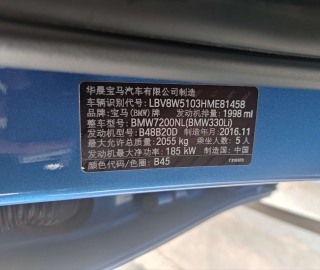 华晨宝马汽车有限公司 制造
车辆识别代号: LBV8W5103HME81458
品牌: 宝马(BMW)牌 发动机排量: 1998 ml
整车型号: BMW7200NL(BMW330Li)
发动机型号: B48B20D 制造年月: 2016.11
最大允许总质量: 2055 kg 乘坐人数: 5 人
发动机最大净功率: 185 kW 制造国: 中国
颜色代码/色圈: B45